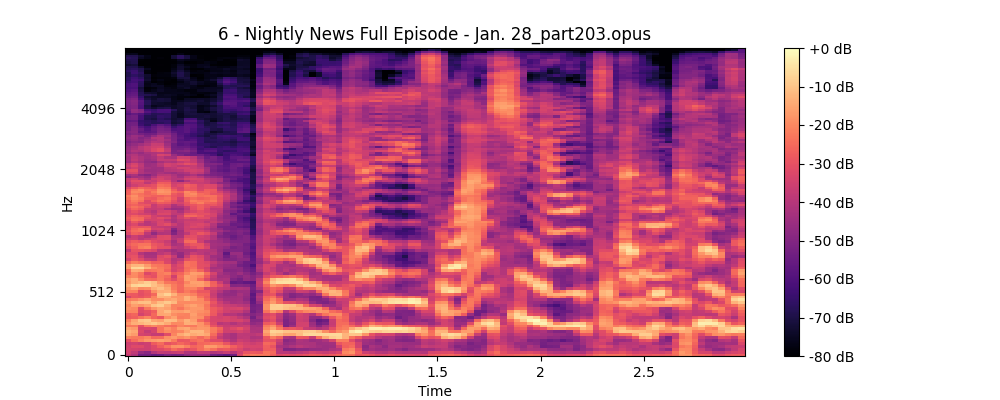 6 - Nightly News Full Episode - Jan. 28_part203.opus
Hz
4096
2048
1024
512
0
0
0.5
1
1.5
2
2.5
Time
+0 dB
-10 dB
-20 dB
-30 dB
-40 dB
-50 dB
-60 dB
-70 dB
-80 dB